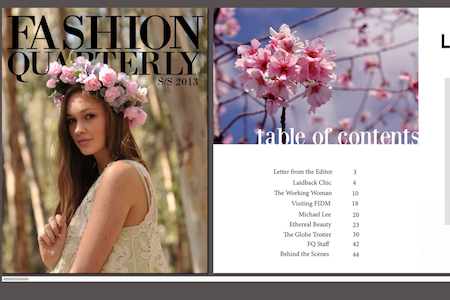 FASHION
QUARTERLY
S/S 2013
table of contents
Letter from the Editor 3
Laidback Chic 4
The Working Woman 10
Visiting FIDM 18
Michael Lee 20
Ethereal Beauty 23
The Globe Trotter 30
FQ Staff 42
Behind the Scenes 44
L